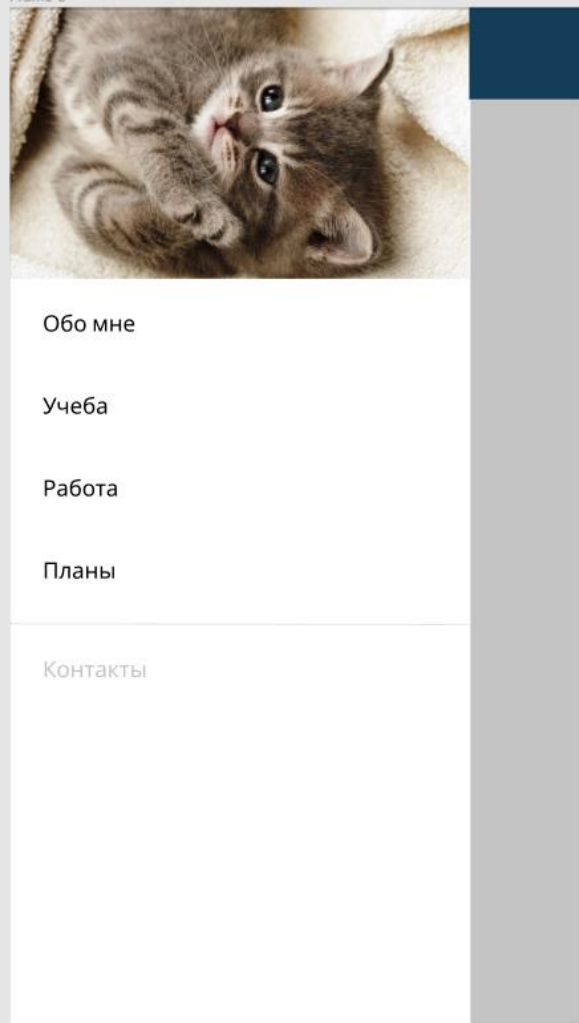 Обо мне
Учеба
Работа
Планы
Контакты